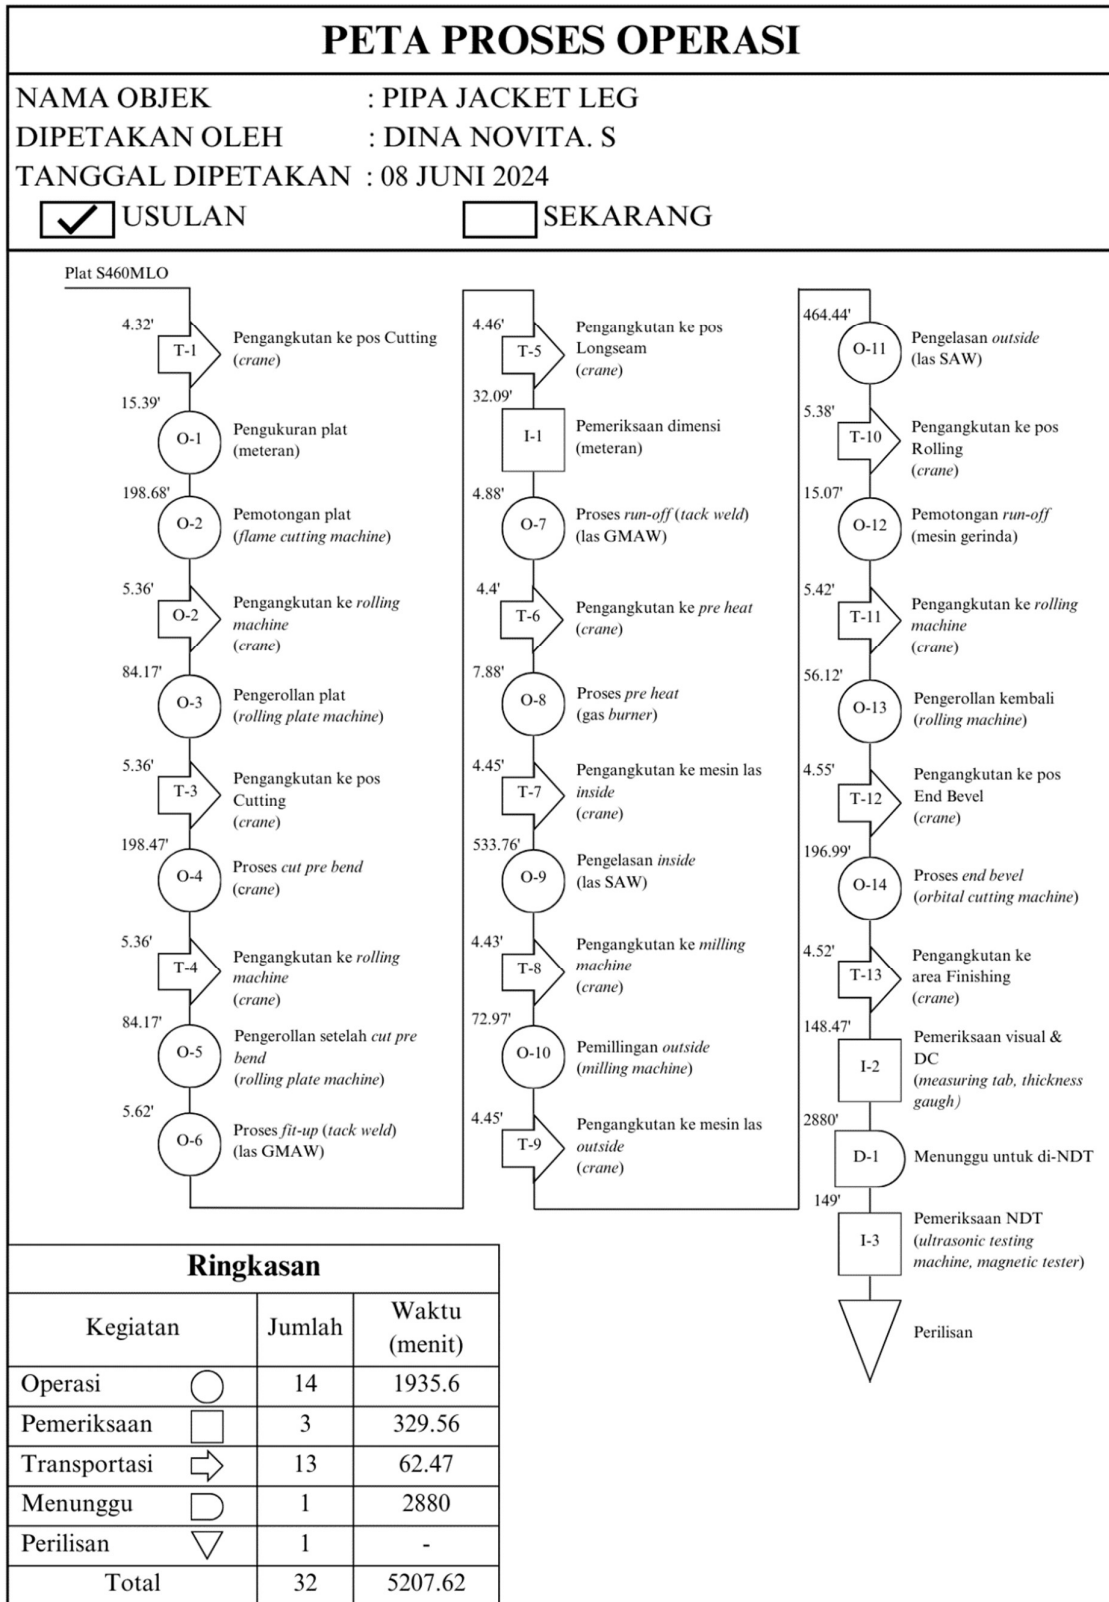 PETA PROSES OPERASI
NAMA OBJEK : PIPA JACKET LEG
DIPETAKAN OLEH : DINA NOVITA. S
TANGGAL DIPETAKAN : 08 JUNI 2024
USULAN SEKARANG
Plat S460MLO
4.32'
T-1
Pengangkutan ke pos Cutting
(crane)
15.39'
O-1
Pengukuran plat
(meteran)
198.68'
O-2
Pemotongan plat
(flame cutting machine)
5.36'
O-2
Pengangkutan ke rolling
machine
(crane)
84.17'
O-3
Pengerollan plat
(rolling plate machine)
5.36'
T-3
Pengangkutan ke pos
Cutting
(crane)
198.47'
O-4
Proses cut pre bend
(crane)
5.36'
T-4
Pengangkutan ke rolling
machine
(crane)
84.17'
O-5
Pengerollan setelah cut pre
bend
(rolling plate machine)
5.62'
O-6
Proses fit-up (tack weld)
(las GMAW)
4.46'
T-5
Pengangkutan ke pos
Longseam
(crane)
32.09'
I-1
Pemeriksaan dimensi
(meteran)
4.88'
O-7
Proses run-off (tack weld)
(las GMAW)
4.4'
T-6
Pengangkutan ke pre heat
(crane)
7.88'
O-8
Proses pre heat
(gas burner)
4.45'
T-7
Pengangkutan ke mesin las
inside
(crane)
533.76'
O-9
Pengelasan inside
(las SAW)
4.43'
T-8
Pengangkutan ke milling
machine
(crane)
72.97'
O-10
Pemillingan outside
(milling machine)
4.45'
T-9
Pengangkutan ke mesin las
outside
(crane)
464.44'
O-11
Pengelasan outside
(las SAW)
5.38'
T-10
Pengangkutan ke pos
Rolling
(crane)
15.07'
O-12
Pemotongan run-off
(mesin gerinda)
5.42'
T-11
Pengangkutan ke rolling
machine
(crane)
56.12'
O-13
Pengerollan kembali
(rolling machine)
4.55'
T-12
Pengangkutan ke pos
End Bevel
(crane)
196.99'
O-14
Proses end bevel
(orbital cutting machine)
4.52'
T-13
Pengangkutan ke
area Finishing
(crane)
148.47'
I-2
Pemeriksaan visual &
DC
(measuring tab, thickness
gaugh)
2880'
D-1
Menunggu untuk di-NDT
149'
I-3
Pemeriksaan NDT
(ultrasonic testing
machine, magnetic tester)
Perilisan
Ringkasan
Kegiatan Jumlah Waktu
(menit)
Operasi 14 1935.6
Pemeriksaan 3 329.56
Transportasi 13 62.47
Menunggu 1 2880
Perilisan 1 -
Total 32 5207.62